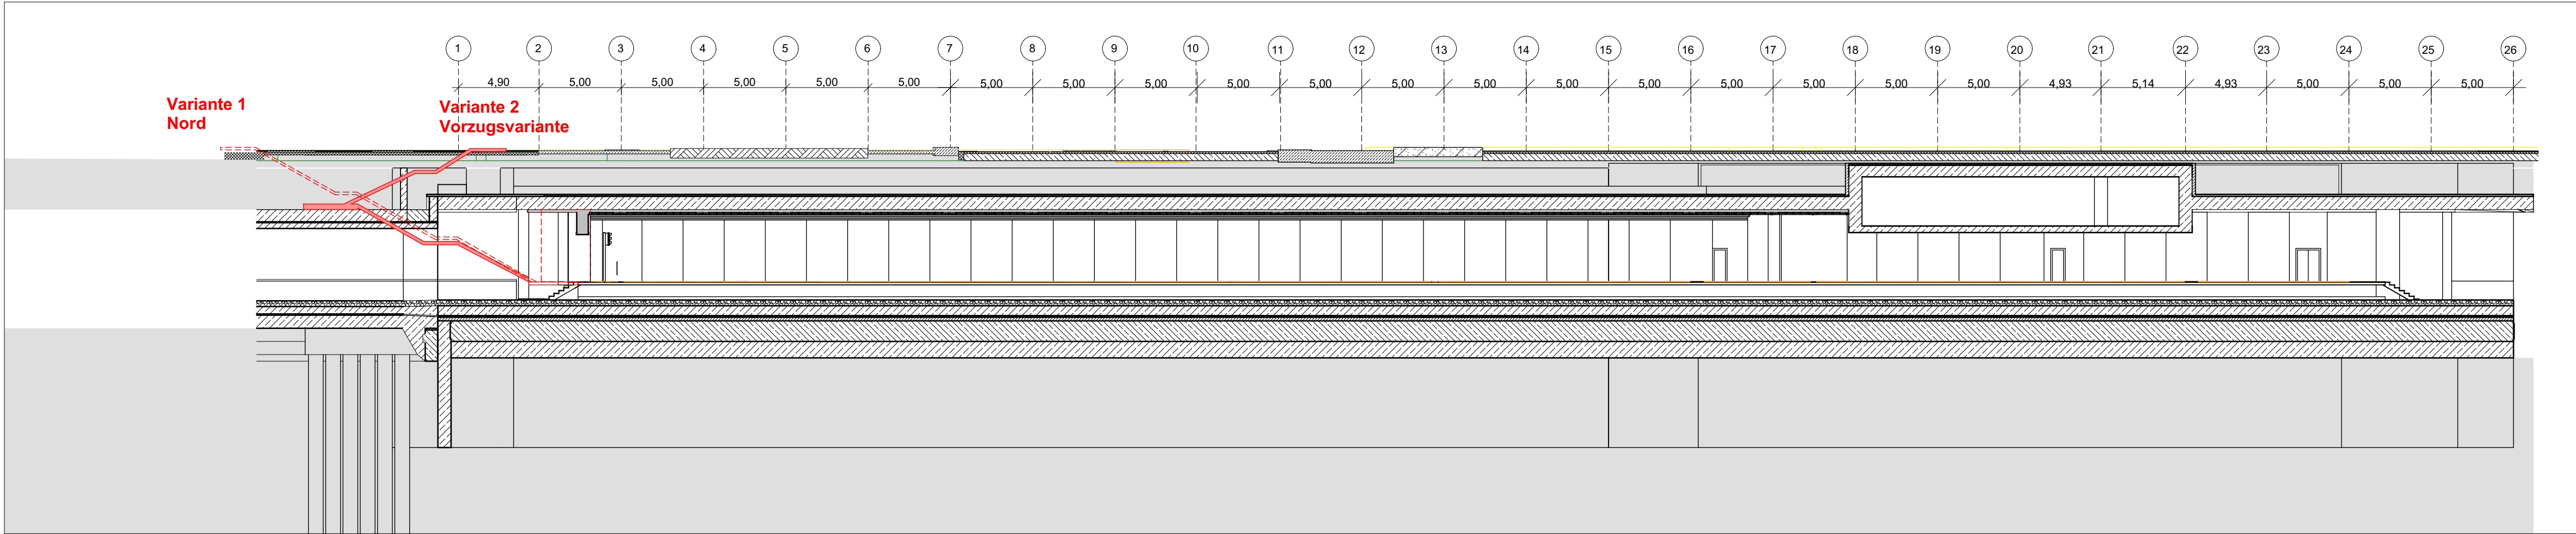 1 2 3 4 5 6 7 8 9 10 11 12 13 14 15 16 17 18 19 20 21 22 23 24 25 26
4,90 5,00 5,00 5,00 5,00 5,00 5,00 5,00 5,00 5,00 5,00 5,00 5,00 5,00 5,00 5,00 5,00 5,00 5,00 4,93 5,14 4,93 5,00 5,00 5,00
Variante 1
Nord
Variante 2
Vorzugsvariante